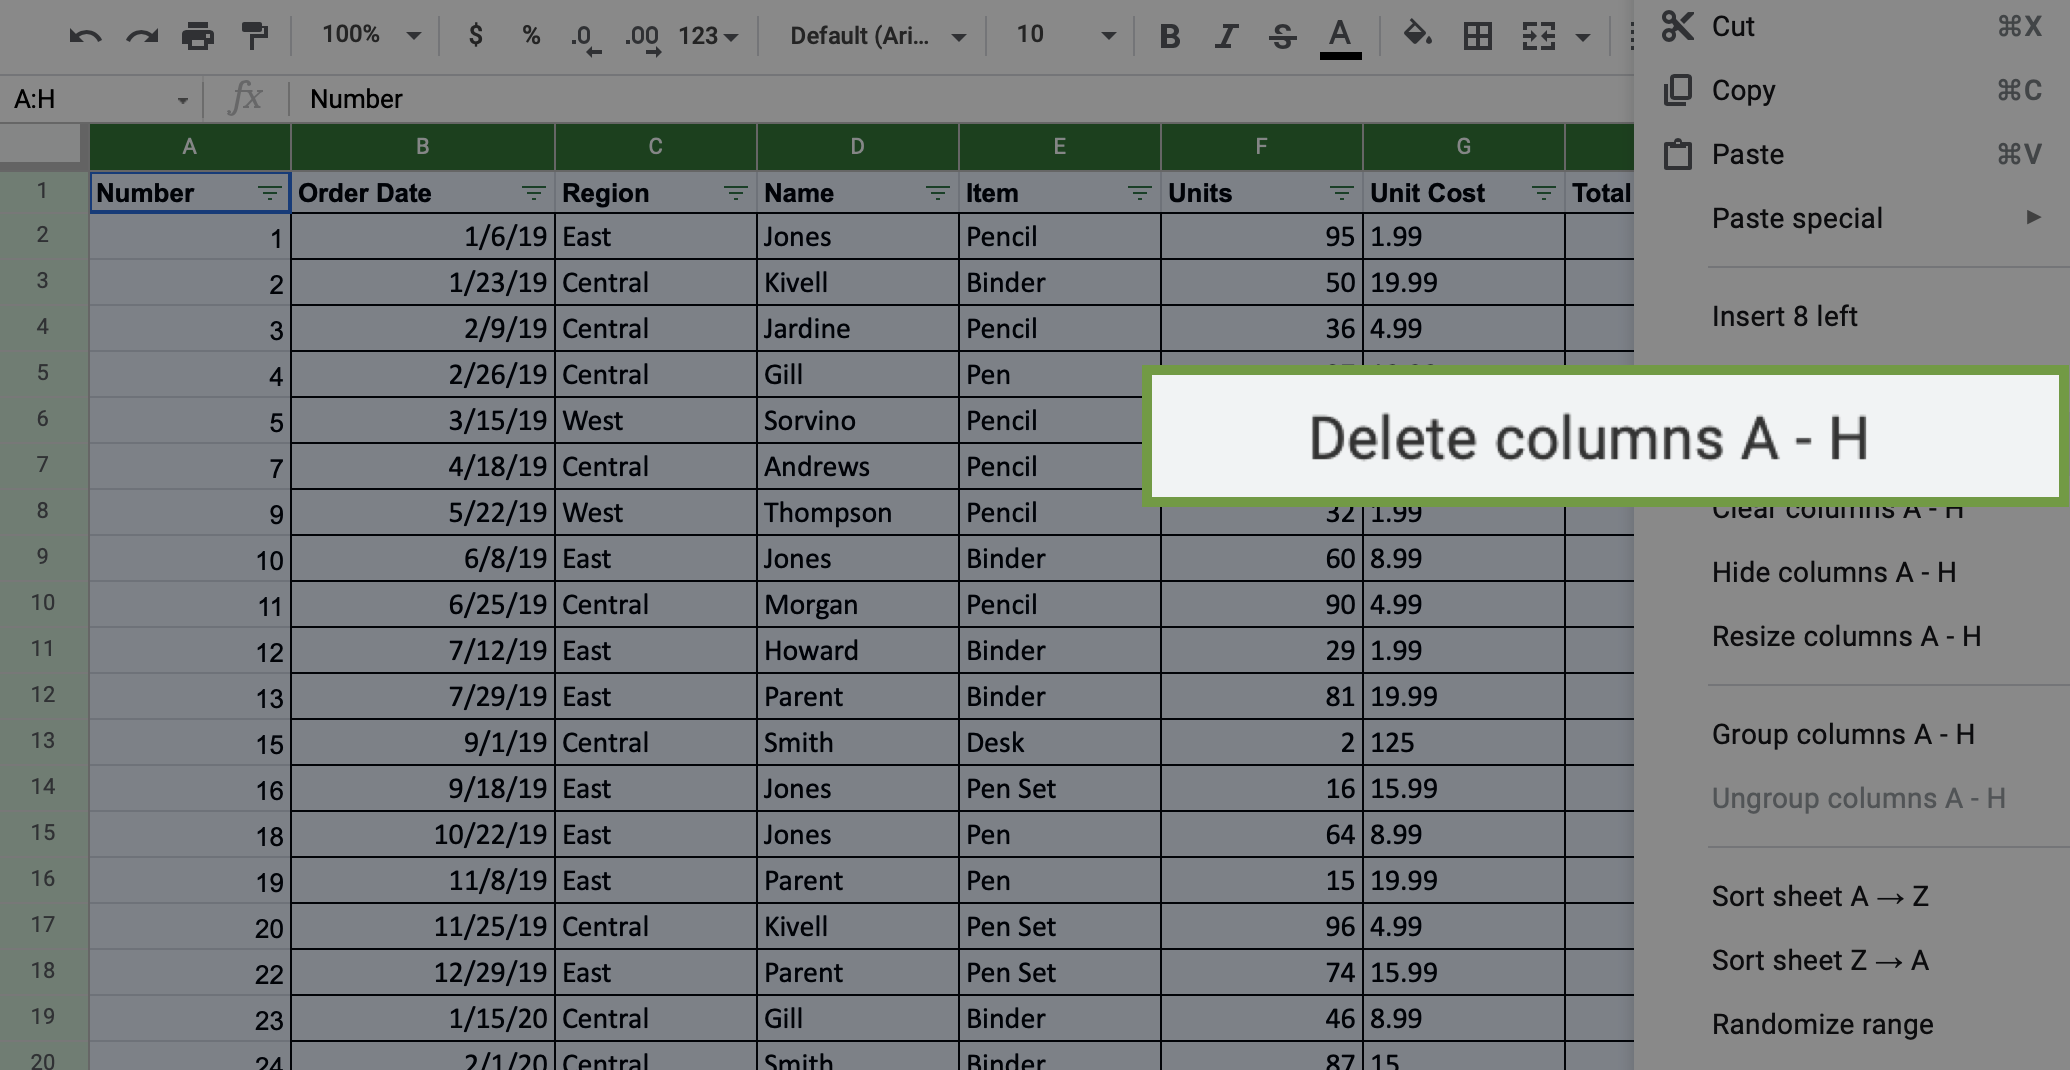 100% $ % .0 .00 123 Default (Ari... 10 B I S A
A:H fx Number
A B C D E F G
1 Number Order Date Region Name Item Units Unit Cost Total
2 1 1/6/19 East Jones Pencil 95 1.99
3 2 1/23/19 Central Kivell Binder 50 19.99
4 3 2/9/19 Central Jardine Pencil 36 4.99
5 4 2/26/19 Central Gill Pen
6 5 3/15/19 West Sorvino Pencil
7 7 4/18/19 Central Andrews Pencil
8 9 5/22/19 West Thompson Pencil 32 1.99
9 10 6/8/19 East Jones Binder 60 8.99
10 11 6/25/19 Central Morgan Pencil 90 4.99
11 12 7/12/19 East Howard Binder 29 1.99
12 13 7/29/19 East Parent Binder 81 19.99
13 15 9/1/19 Central Smith Desk 2 125
14 16 9/18/19 East Jones Pen Set 16 15.99
15 18 10/22/19 East Jones Pen 64 8.99
16 19 11/8/19 East Parent Pen 15 19.99
17 20 11/25/19 Central Kivell Pen Set 96 4.99
18 22 12/29/19 East Parent Pen Set 74 15.99
19 23 1/15/20 Central Gill Binder 46 8.99
20 24 2/1/20 Central Smith Binder 87 15
Cut ⌘X
Copy ⌘C
Paste ⌘V
Paste special
Insert 8 left
Delete columns A - H
Clear columns A - H
Hide columns A - H
Resize columns A - H
Group columns A - H
Ungroup columns A - H
Sort sheet A → Z
Sort sheet Z → A
Randomize range